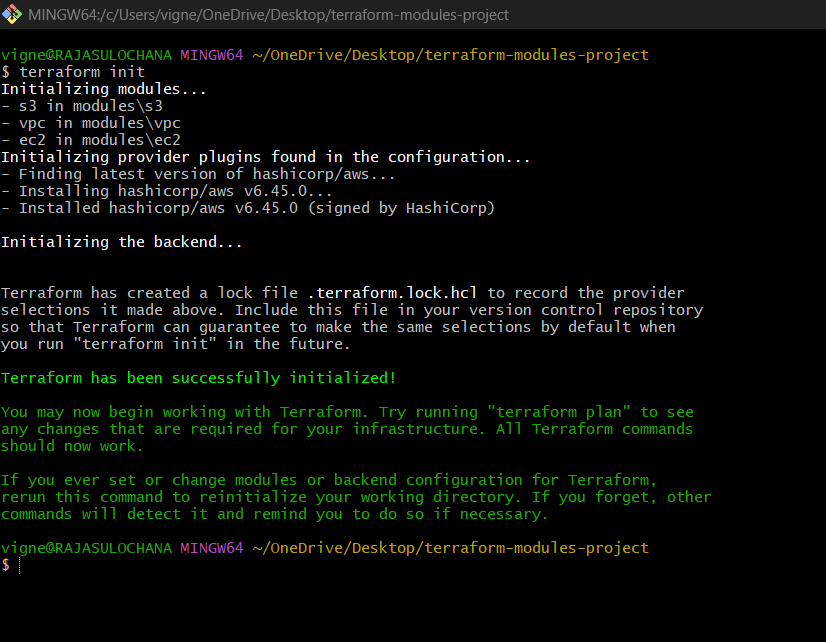 MINGW64:/c/Users/vigne/OneDrive/Desktop/terraform-modules-project
vigne@RAJASULOCHANA MINGW64 ~/OneDrive/Desktop/terraform-modules-project
$ terraform init
Initializing modules...
- s3 in modules\s3
- vpc in modules\vpc
- ec2 in modules\ec2
Initializing provider plugins found in the configuration...
- Finding latest version of hashicorp/aws...
- Installing hashicorp/aws v6.45.0...
- Installed hashicorp/aws v6.45.0 (signed by HashiCorp)
Initializing the backend...
Terraform has created a lock file .terraform.lock.hcl to record the provider
selections it made above. Include this file in your version control repository
so that Terraform can guarantee to make the same selections by default when
you run "terraform init" in the future.
Terraform has been successfully initialized!
You may now begin working with Terraform. Try running "terraform plan" to see
any changes that are required for your infrastructure. All Terraform commands
should now work.
If you ever set or change modules or backend configuration for Terraform,
rerun this command to reinitialize your working directory. If you forget, other
commands will detect it and remind you to do so if necessary.
vigne@RAJASULOCHANA MINGW64 ~/OneDrive/Desktop/terraform-modules-project
$